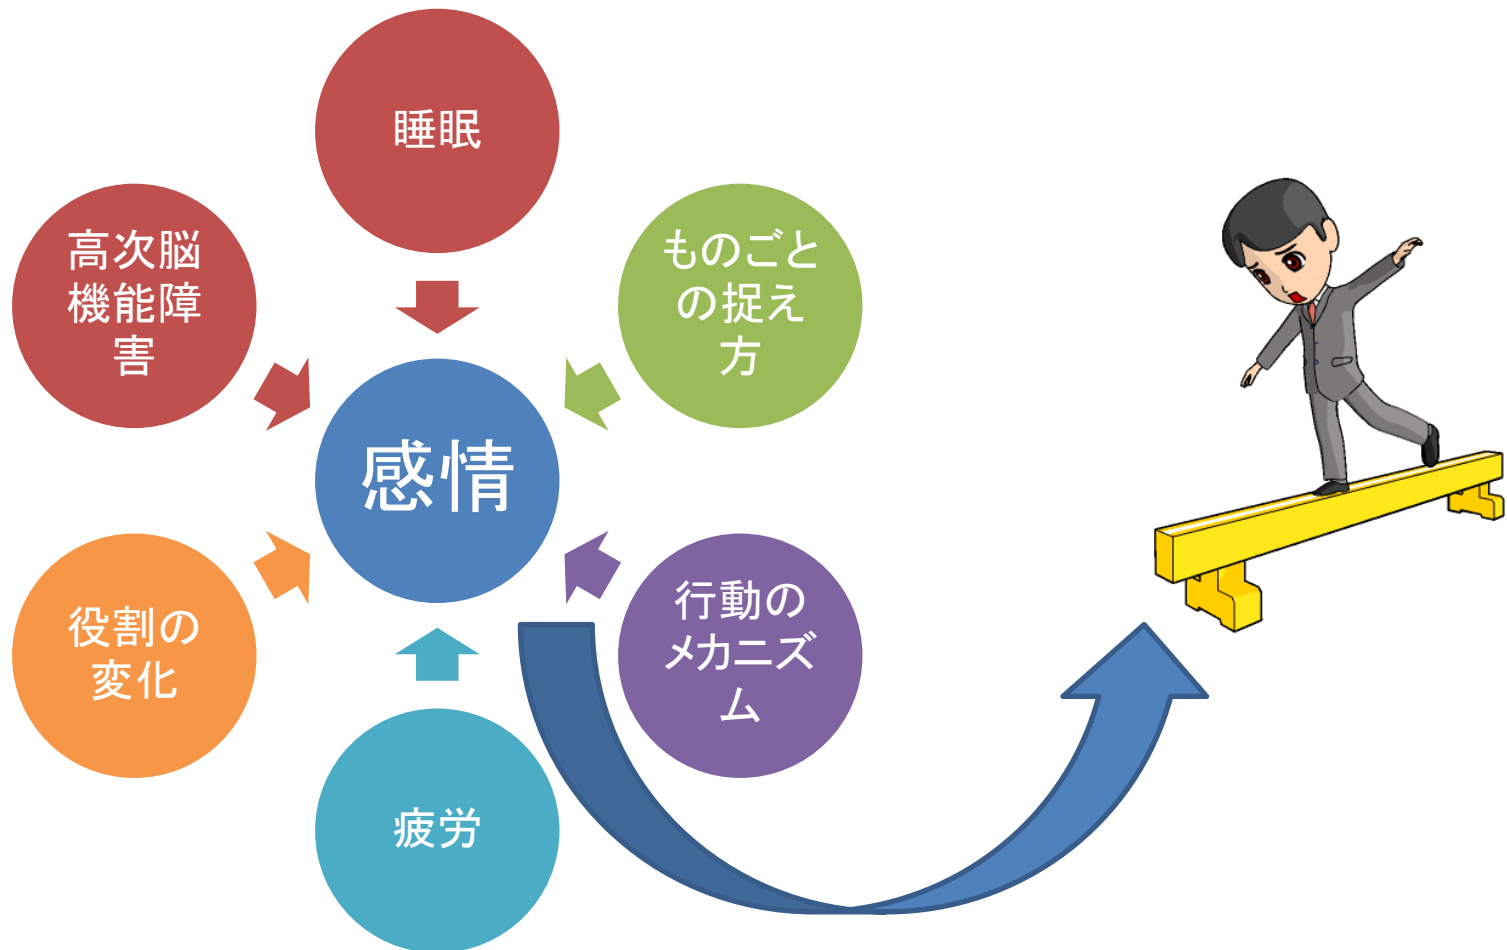 睡眠
ものごと
の捉え
方
行動の
メカニズ
ム
疲労
役割の
変化
高次脳
機能障
害
感情